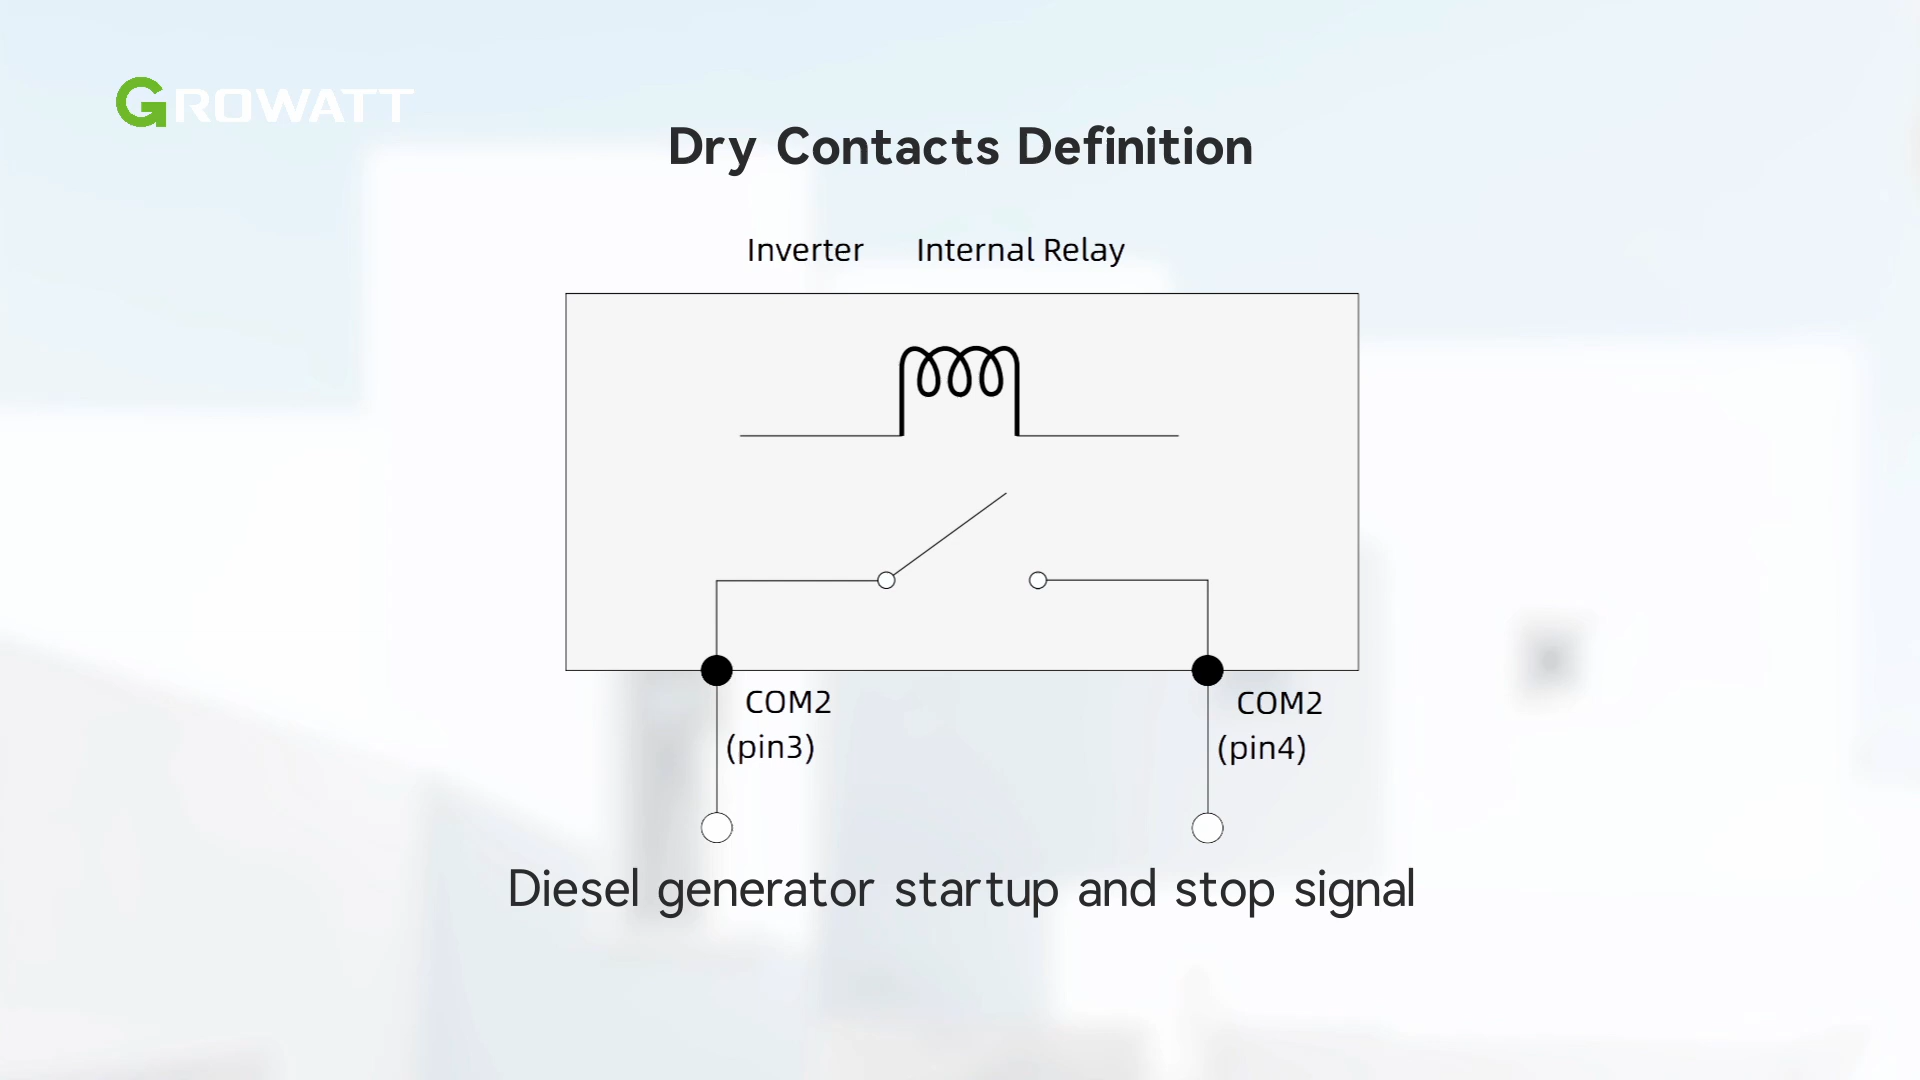 GROWATT
Dry Contacts Definition
Inverter Internal Relay
COM2 COM2
(pin3) (pin4)
Diesel generator startup and stop signal